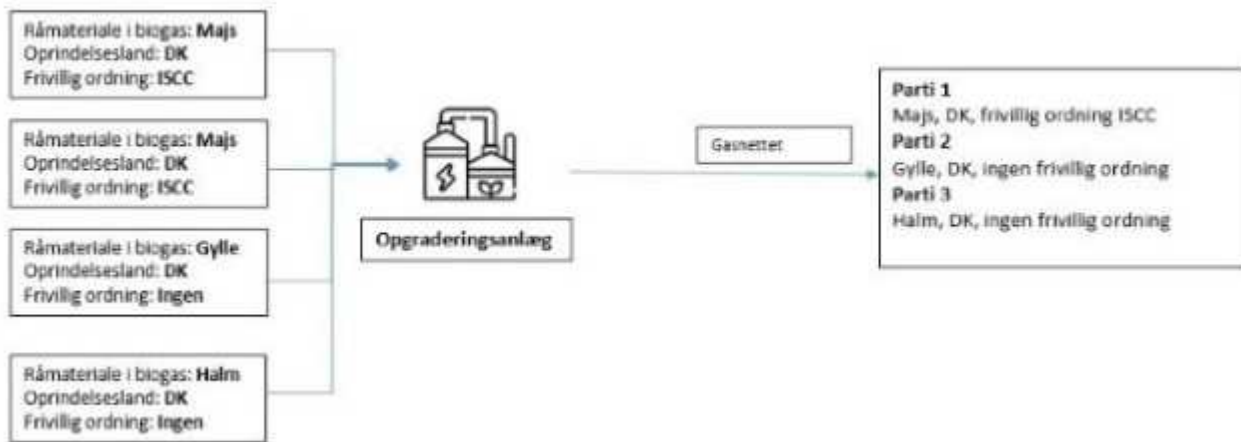 Råmateriale i biogas: Majs
Oprindelsesland: DK
Frivillig ordning: ISCC
Råmateriale i biogas: Majs
Oprindelsesland: DK
Frivillig ordning: ISCC
Råmateriale i biogas: Gylle
Oprindelsesland: DK
Frivillig ordning: Ingen
Råmateriale i biogas: Halm
Oprindelsesland: DK
Frivillig ordning: Ingen
Opgraderingsanlæg
Gasnettet
Parti 1
Majs, DK, frivillig ordning ISCC
Parti 2
Gylle, DK, ingen frivillig ordning
Parti 3
Halm, DK, ingen frivillig ordning